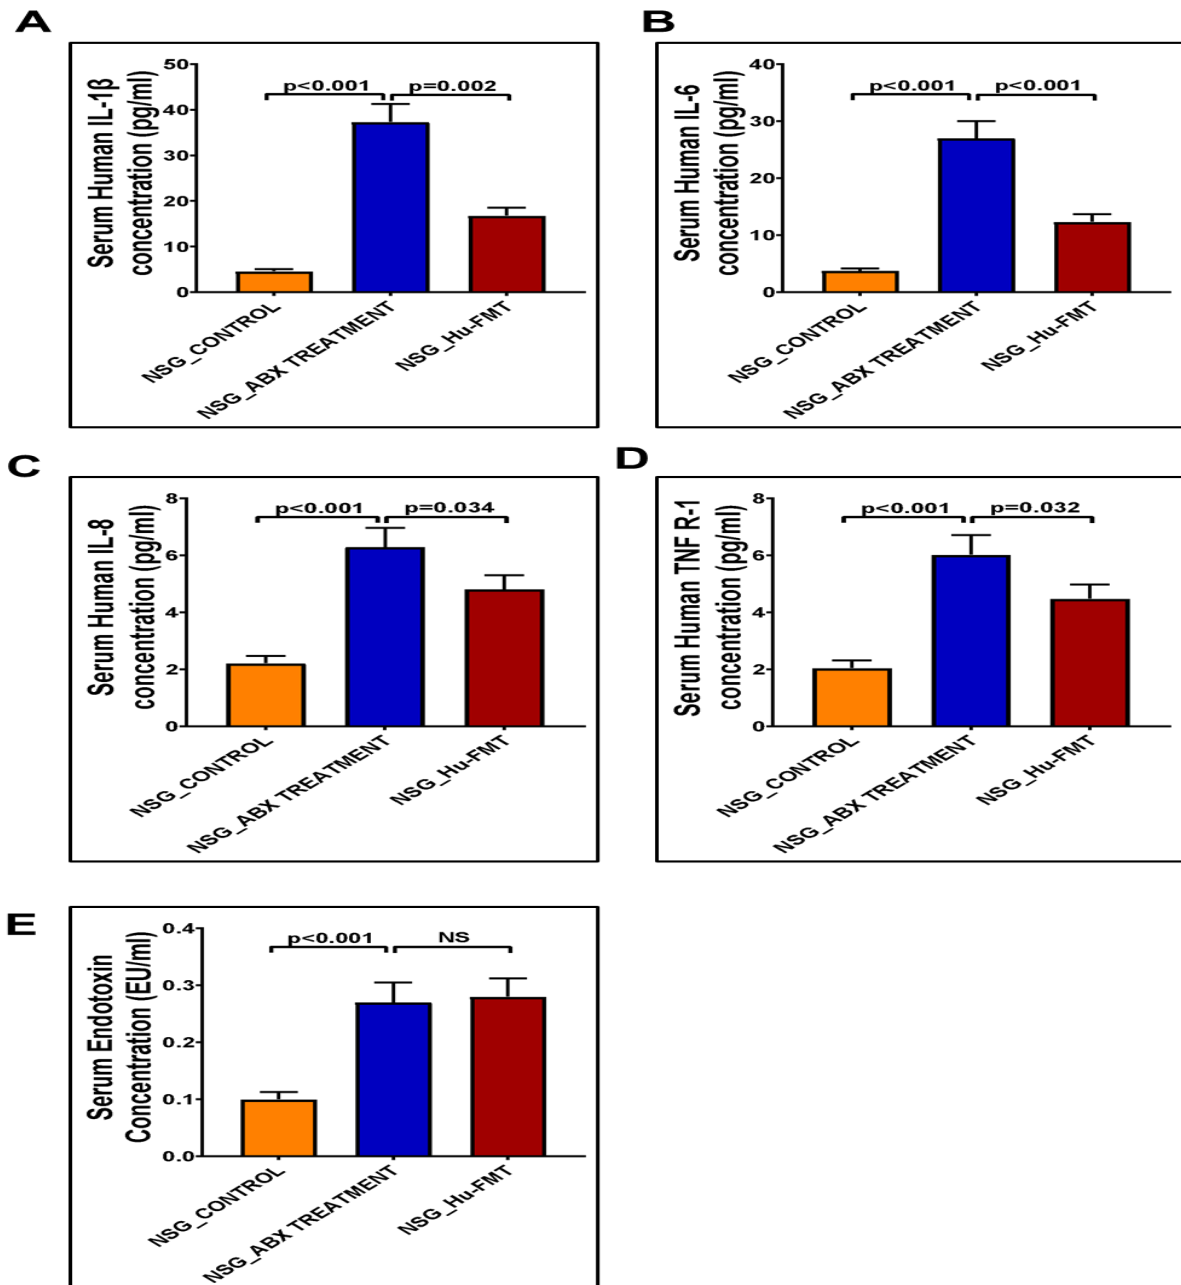 A
Serum Human IL-1β
concentration (pg/ml)
50
40
30
20
10
0
p<0.001
p=0.002
NSG_CONTROL
NSG_ABX TREATMENT
NSG_Hu-FMT
B
Serum Human IL-6
concentration (pg/ml)
40
30
20
10
0
p<0.001
p<0.001
NSG_CONTROL
NSG_ABX TREATMENT
NSG_Hu-FMT
C
Serum Human IL-8
concentration (pg/ml)
8
6
4
2
0
p<0.001
p=0.034
NSG_CONTROL
NSG_ABX TREATMENT
NSG_Hu-FMT
D
Serum Human TNF R-1
concentration (pg/ml)
8
6
4
2
0
p<0.001
p=0.032
NSG_CONTROL
NSG_ABX TREATMENT
NSG_Hu-FMT
E
Serum Endotoxin
Concentration (EU/ml)
0.4
0.3
0.2
0.1
0.0
p<0.001
NS
NSG_CONTROL
NSG_ABX TREATMENT
NSG_Hu-FMT